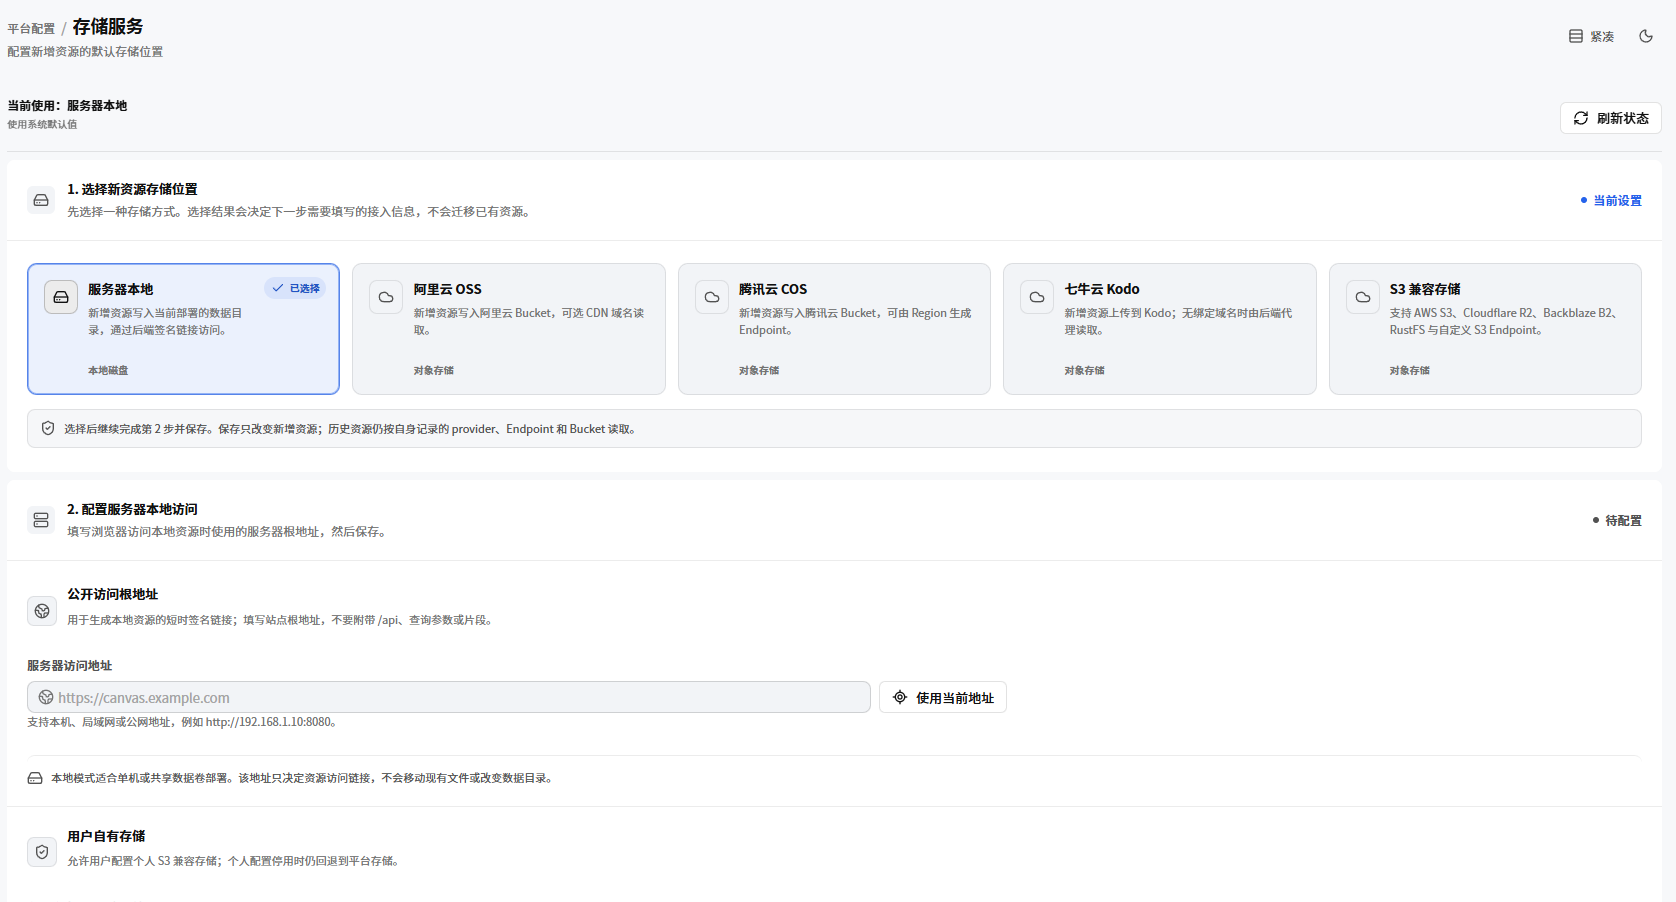 平台配置 / 存储服务
配置新增资源的默认存储位置
紧凑
当前使用：服务器本地
使用系统默认值
刷新状态
1. 选择新资源存储位置
先选择一种存储方式。选择结果会决定下一步需要填写的接入信息，不会迁移已有资源。
当前设置
服务器本地
已选择
新增资源写入当前部署的数据目
录，通过后端签名链接访问。
本地磁盘
阿里云 OSS
新增资源写入阿里云 Bucket，可选 CDN 域名读
取。
对象存储
腾讯云 COS
新增资源写入腾讯云 Bucket，可由 Region 生成
Endpoint。
对象存储
七牛云 Kodo
新增资源上传到 Kodo；无绑定域名时由后端代
理读取。
对象存储
S3 兼容存储
支持 AWS S3、Cloudflare R2、Backblaze B2、
RustFS 与自定义 S3 Endpoint。
对象存储
选择后继续完成第 2 步并保存。保存只改变新增资源；历史资源仍按自身记录的 provider、Endpoint 和 Bucket 读取。
2. 配置服务器本地访问
填写浏览器访问本地资源时使用的服务器根地址，然后保存。
待配置
公开访问根地址
用于生成本地资源的短时签名链接；填写站点根地址，不要附带 /api、查询参数或片段。
服务器访问地址
https://canvas.example.com
使用当前地址
支持本机、局域网或公网地址，例如 http://192.168.1.10:8080。
本地模式适合单机或共享数据卷部署。该地址只决定资源访问链接，不会移动现有文件或改变数据目录。
用户自有存储
允许用户配置个人 S3 兼容存储；个人配置停用时仍回退到平台存储。